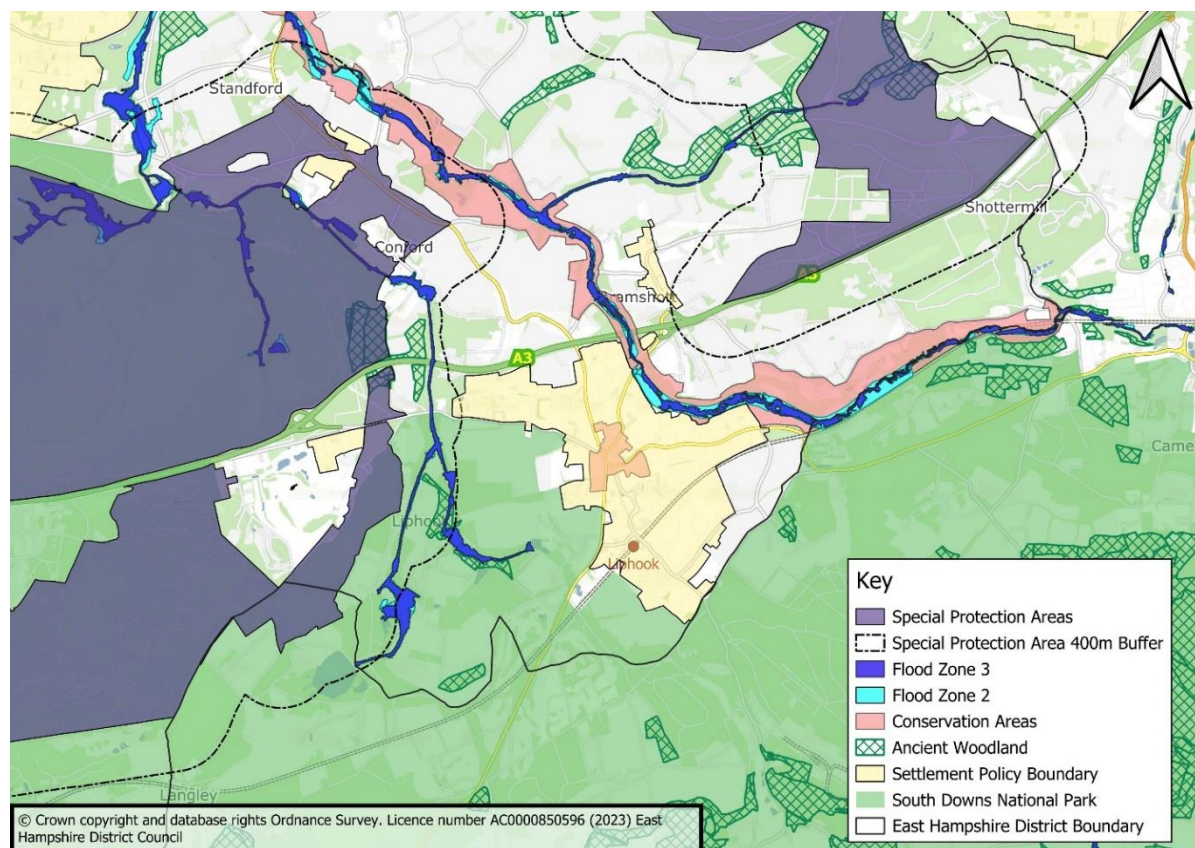 Standford
Shottermill
Conford
Bramshott
A3
A3
Came
Liphook
Liphook
Langley
Key
Special Protection Areas
Special Protection Area 400m Buffer
Flood Zone 3
Flood Zone 2
Conservation Areas
Ancient Woodland
Settlement Policy Boundary
South Downs National Park
East Hampshire District Boundary
© Crown copyright and database rights Ordnance Survey. Licence number AC0000850596 (2023) East
Hampshire District Council